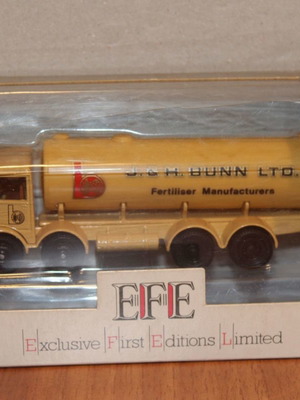 J. & H. BUNN LTD.
Fertiliser Manufacturers
EFE
Exclusive First Editions Limited